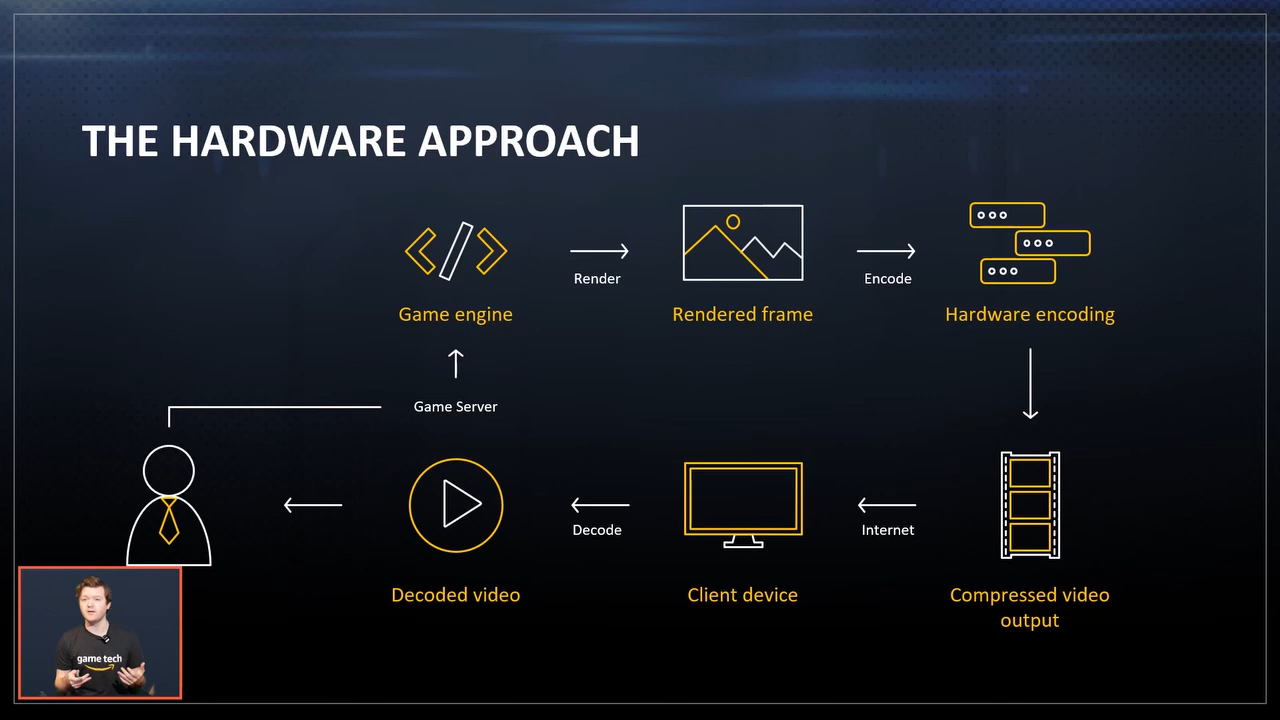 THE HARDWARE APPROACH
Render
Encode
Game engine
Rendered frame
Hardware encoding
Game Server
Decode
Internet
Decoded video
Client device
Compressed video
output
game tech